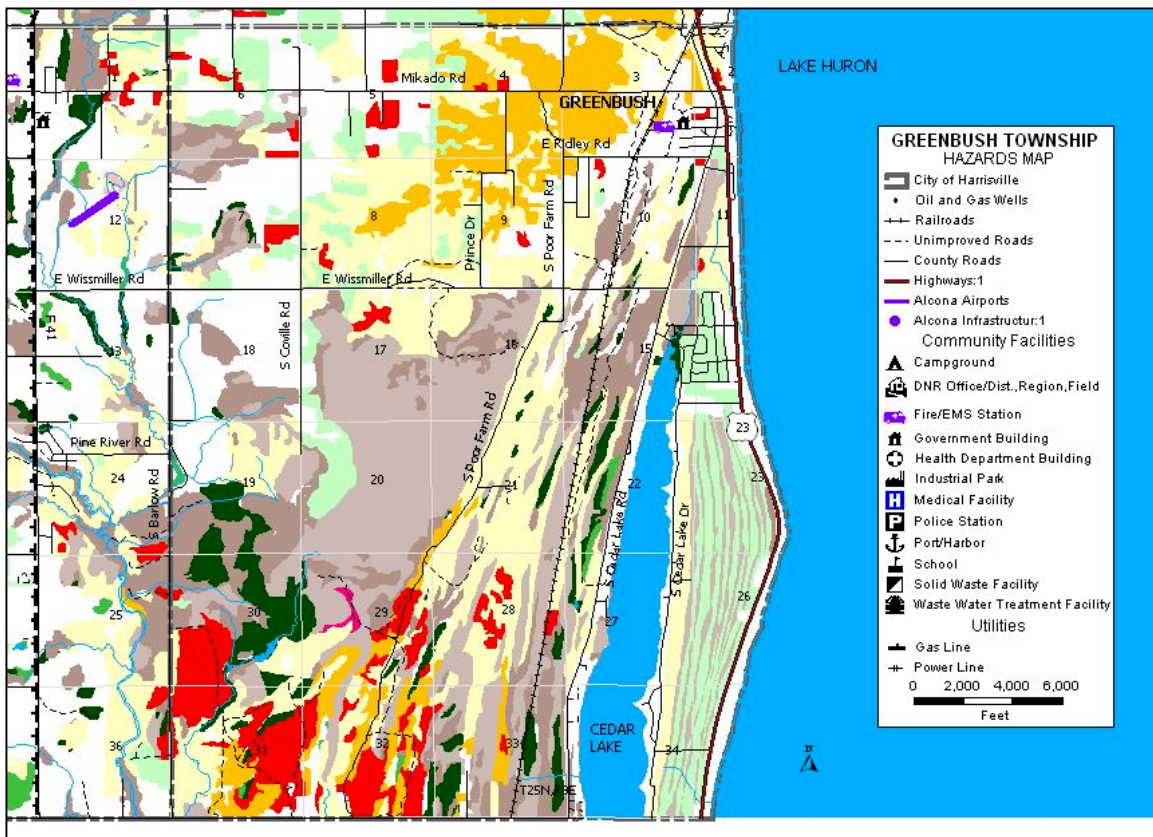 LAKE HURON
1
6
5
4
3
2
Mikado Rd
GREENBUSH
E Ridley Rd
12
7
8
9
10
11
Prince Dr
S Poor Farm Rd
E Wissmiller Rd
E Wissmiller Rd
F 41
13
18
S Coville Rd
17
16
15
23
Pine River Rd
24
19
20
S Poor Farm Rd
21
22
23
S Barlow Rd
S Cedar Lake Rd
S Cedar Lake Dr
25
30
29
28
27
26
36
31
32
33
CEDAR
LAKE
34
GREENBUSH TOWNSHIP
HAZARDS MAP
City of Harrisville
Oil and Gas Wells
Railroads
Unimproved Roads
County Roads
Highways:1
Alcona Airports
Alcona Infrastructur:1
Community Facilities
Campground
DNR Office/Dist.,Region,Field
Fire/EMS Station
Government Building
Health Department Building
Industrial Park
H Medical Facility
P Police Station
Port/Harbor
School
Solid Waste Facility
Waste Water Treatment Facility
Utilities
Gas Line
Power Line
0 2,000 4,000 6,000
Feet
N